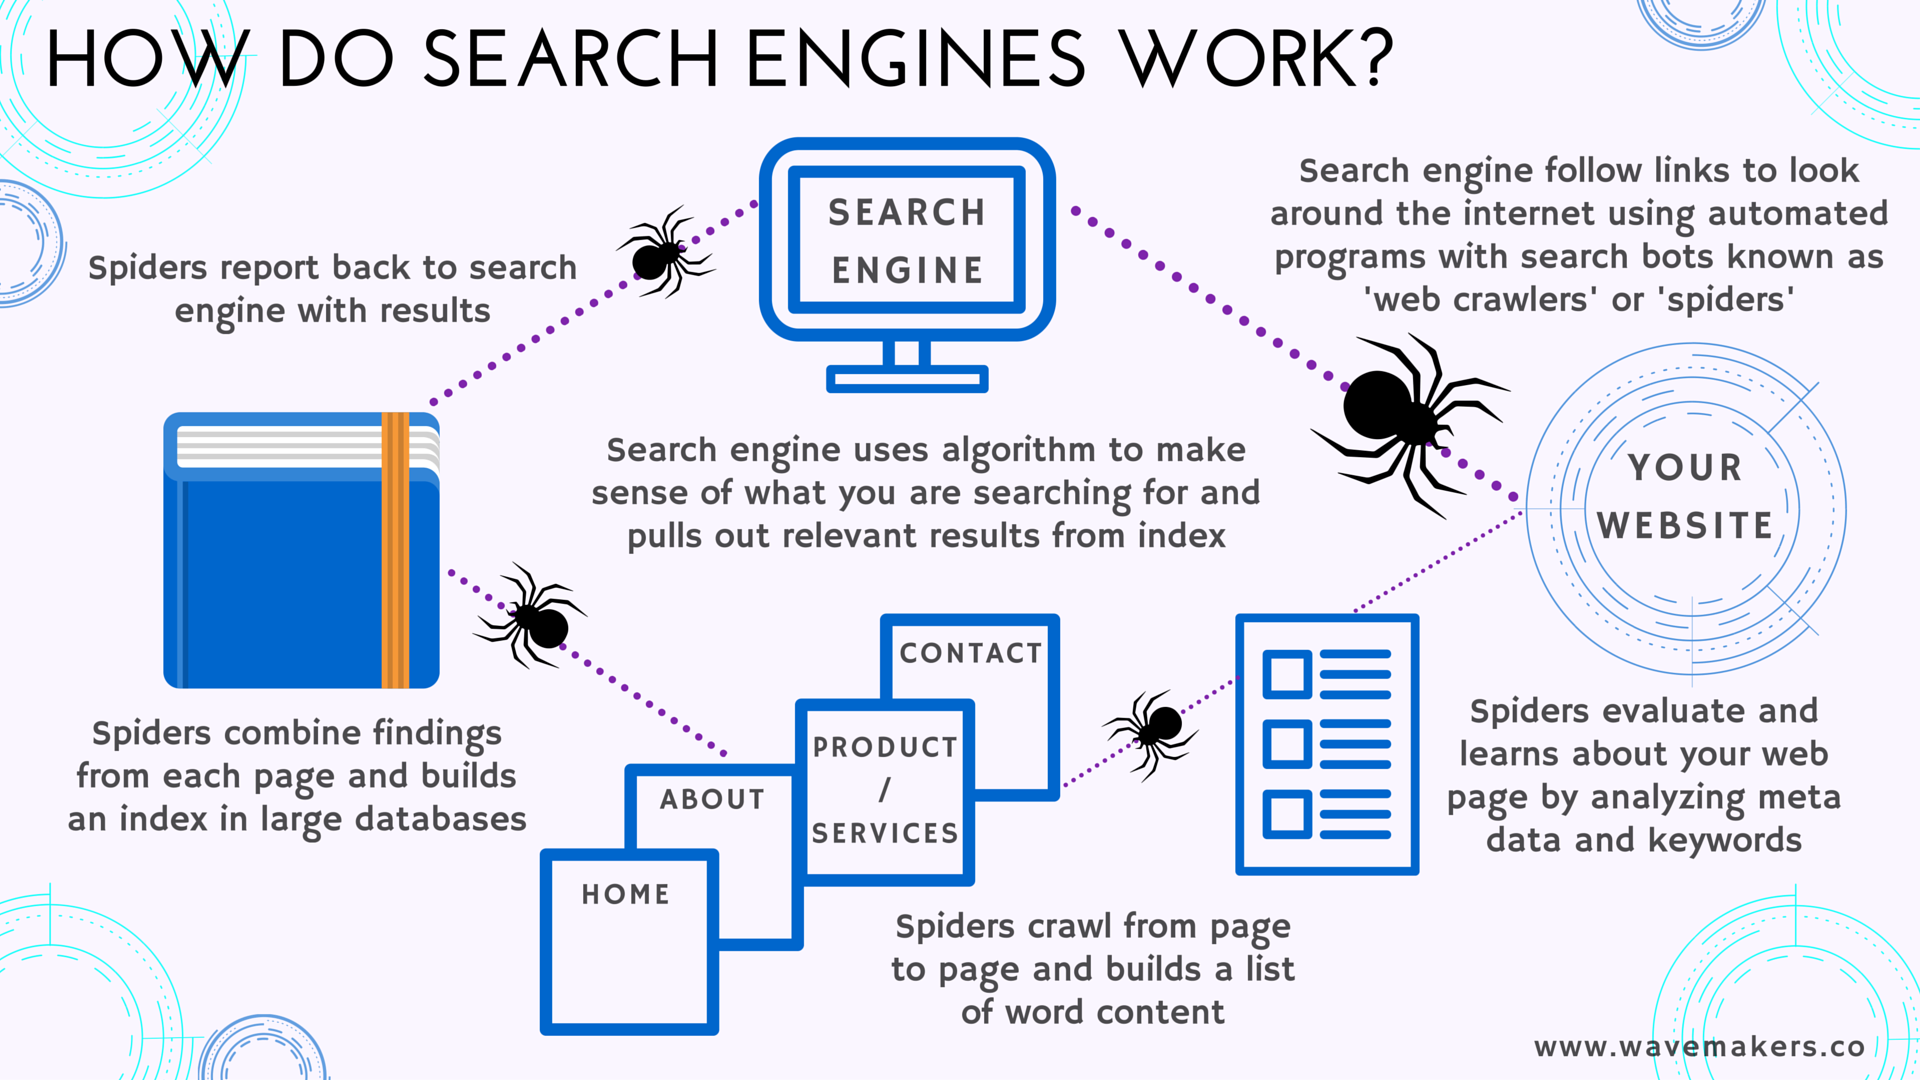 HOW DO SEARCH ENGINES WORK?
SEARCH
ENGINE
Search engine follow links to look
around the internet using automated
programs with search bots known as
'web crawlers' or 'spiders'
Spiders report back to search
engine with results
Search engine uses algorithm to make
sense of what you are searching for and
pulls out relevant results from index
YOUR
WEBSITE
Spiders evaluate and
learns about your web
page by analyzing meta
data and keywords
CONTACT
PRODUCT
/
SERVICES
ABOUT
HOME
Spiders combine findings
from each page and builds
an index in large databases
Spiders crawl from page
to page and builds a list
of word content
www.wavemakers.co